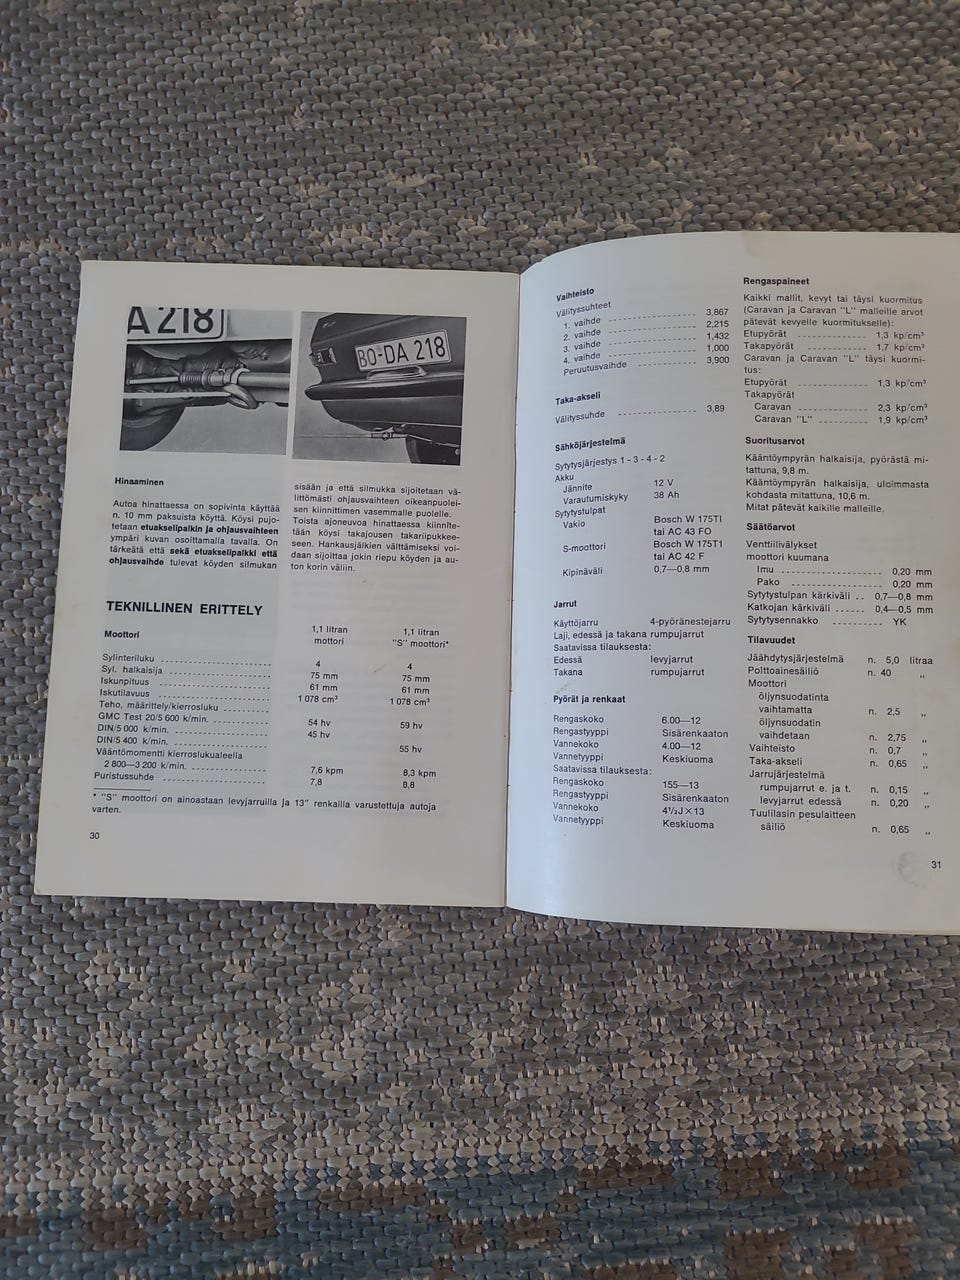 A 218
BO-DA 218
Hinaaminen
Autoa hinattaessa on sopivinta käyttää
n. 10 mm paksuista köyttä. Köysi pujo-
tetaan etuakselipalkin ja ohjausvaihteen
ympäri kuvan osoittamalla tavalla. On
tärkeätä että sekä etuakselipalkki että
ohjausvaihde tulevat köyden silmukan
sisään ja että silmukka sijoitetaan vä-
littömästi ohjausvaihteen oikeanpuolei-
sen kiinnittimen vasemmalle puolelle.
Toista ajoneuvoa hinattaessa kiinnite-
tään köysi takajousen takariipukkee-
seen. Hankausjälkien välttämiseksi voi-
daan sijoittaa jokin riepu köyden ja au-
ton korin väliin.
TEKNILLINEN ERITTELY
Moottori
1,1 litran
mottori
1,1 litran
"S" moottori*
Sylinteriluku 4 4
Syl. halkaisija 75 mm 75 mm
Iskunpituus 61 mm 61 mm
Iskutilavuus 1 078 cm³ 1 078 cm³
Teho, määrittely/kierrosluku
GMC Test 20/5 600 k/min. 54 hv 59 hv
DIN/5 000 k/min. 45 hv
DIN/5 400 k/min. 55 hv
Vääntömomentti kierroslukualeella
2 800—3 200 k/min. 7,6 kpm 8,3 kpm
Puristussuhde 7,8 8,8
* "S" moottori on ainoastaan levyjarruilla ja 13" renkailla varustettuja autoja
varten.
30
Vaihteisto
Välityssuhteet
1. vaihde 3,867
2. vaihde 2,215
3. vaihde 1,432
4. vaihde 1,000
Peruutusvaihde 3,900
Taka-akseli
Välityssuhde 3,89
Sähköjärjestelmä
Sytytysjärjestys 1 - 3 - 4 - 2
Akku
Jännite 12 V
Varautumiskyky 38 Ah
Sytytystulpat
Vakio Bosch W 175TI
tai AC 43 FO
S-moottori Bosch W 175T1
tai AC 42 F
Kipinäväli 0,7—0,8 mm
Jarrut
Käyttöjarru 4-pyöränestejarru
Laji, edessä ja takana rumpujarrut
Saatavissa tilauksesta:
Edessä levyjarrut
Takana rumpujarrut
Pyörät ja renkaat
Rengaskoko 6.00—12
Rengastyyppi Sisärenkaaton
Vannekoko 4.00—12
Vannetyyppi Keskiuoma
Saatavissa tilauksesta:
Rengaskoko 155—13
Rengastyyppi Sisärenkaaton
Vannekoko 4½J×13
Vannetyyppi Keskiuoma
Rengaspaineet
Kaikki mallit, kevyt tai täysi kuormitus
(Caravan ja Caravan "L" malleille arvot
pätevät kevyelle kuormitukselle):
Etupyörät 1,3 kp/cm³
Takapyörät 1,7 kp/cm³
Caravan ja Caravan "L" täysi kuormi-
tus:
Etupyörät 1,3 kp/cm³
Takapyörät
Caravan 2,3 kp/cm³
Caravan "L" 1,9 kp/cm³
Suoritusarvot
Kääntöympyrän halkaisija, pyörästä mi-
tattuna, 9,8 m.
Kääntöympyrän halkaisija, uloimmasta
kohdasta mitattuna, 10,6 m.
Mitat pätevät kaikille malleille.
Säätöarvot
Venttiilivälykset
moottori kuumana
Imu 0,20 mm
Pako 0,20 mm
Sytytystulpan kärkiväli .. 0,7—0,8 mm
Katkojan kärkiväli ...... 0,4—0,5 mm
Sytytysennakko YK
Tilavuudet
Jäähdytysjärjestelmä n. 5,0 litraa
Polttoainesäiliö n. 40 „
Moottori
öljynsuodatinta
vaihtamatta n. 2,5 „
öljynsuodatin
vaihdetaan n. 2,75 „
Vaihteisto n. 0,7 „
Taka-akseli n. 0,65 „
Jarrujärjestelmä
rumpujarrut e. ja t. n. 0,15 „
levyjarrut edessä n. 0,20 „
Tuulilasin pesulaitteen
säiliö n. 0,65 „
31